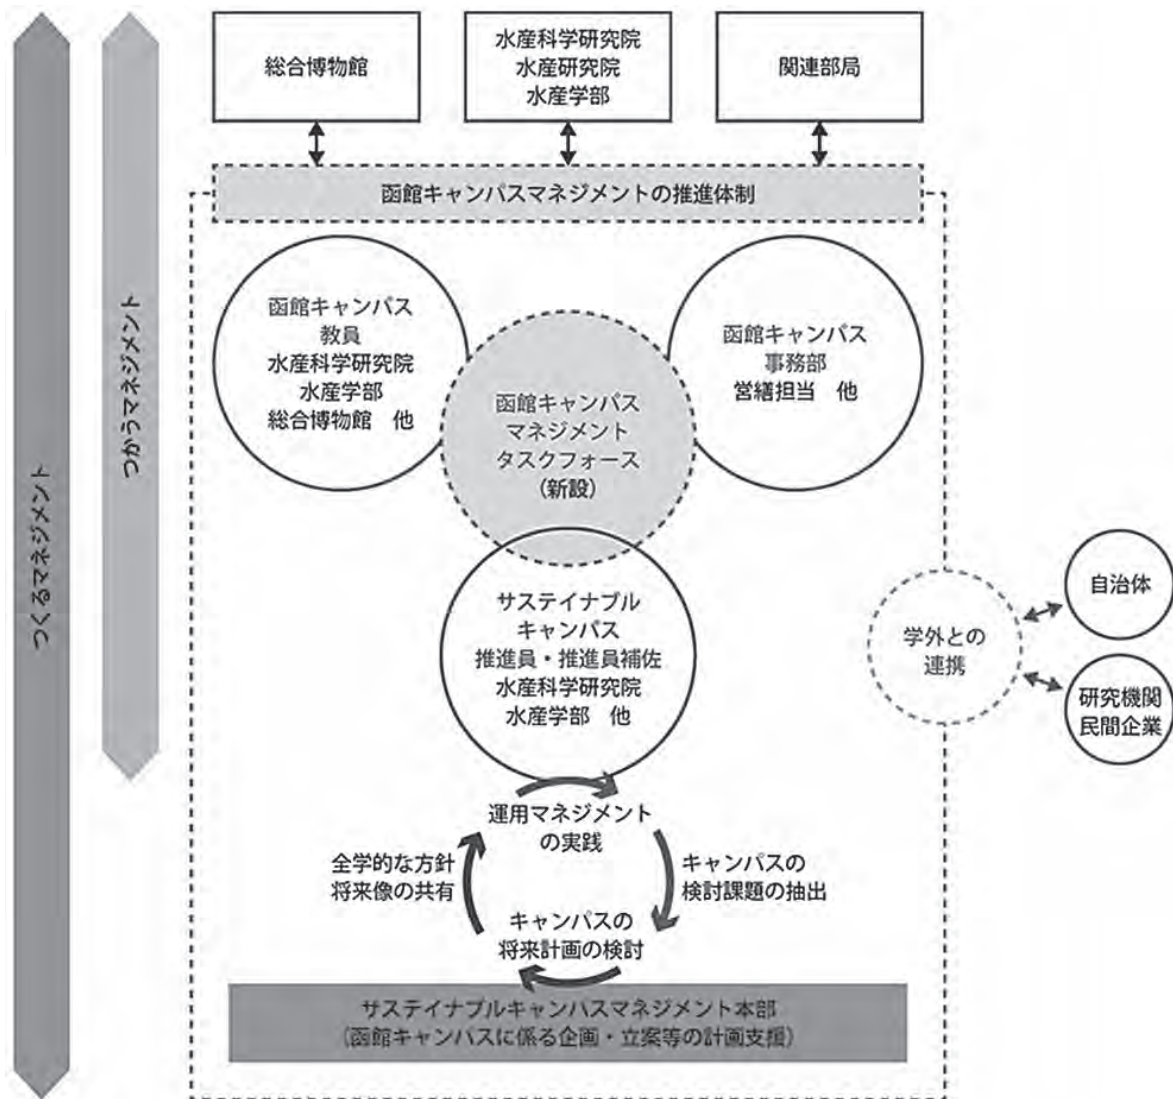 総合博物館
水産科学研究院
水産研究院
水産学部
関連部局
函館キャンパスマネジメントの推進体制
つくるマネジメント
つかうマネジメント
函館キャンパス
教員
水産科学研究院
水産学部
総合博物館　他
函館キャンパス
マネジメント
タスクフォース
（新設）
函館キャンパス
事務部
営繕担当　他
サステイナブル
キャンパス
推進員・推進員補佐
水産科学研究院
水産学部　他
学外との
連携
自治体
研究機関
民間企業
運用マネジメント
の実践
全学的な方針
将来像の共有
キャンパスの
検討課題の抽出
キャンパスの
将来計画の検討
サステイナブルキャンパスマネジメント本部
（函館キャンパスに係る企画・立案等の計画支援）